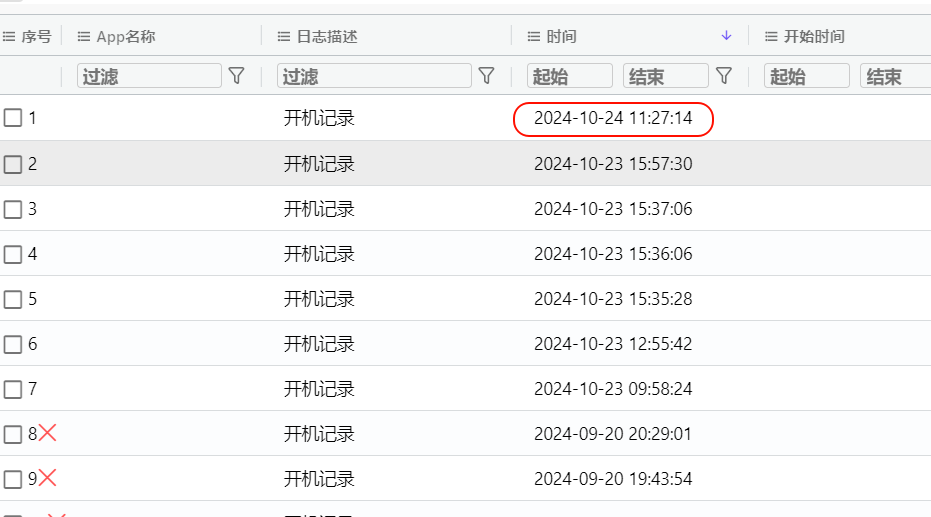 序号 App名称 日志描述 时间 开始时间
过滤 过滤 起始 结束 起始 结束
1 开机记录 2024-10-24 11:27:14
2 开机记录 2024-10-23 15:57:30
3 开机记录 2024-10-23 15:37:06
4 开机记录 2024-10-23 15:36:06
5 开机记录 2024-10-23 15:35:28
6 开机记录 2024-10-23 12:55:42
7 开机记录 2024-10-23 09:58:24
8 开机记录 2024-09-20 20:29:01
9 开机记录 2024-09-20 19:43:54